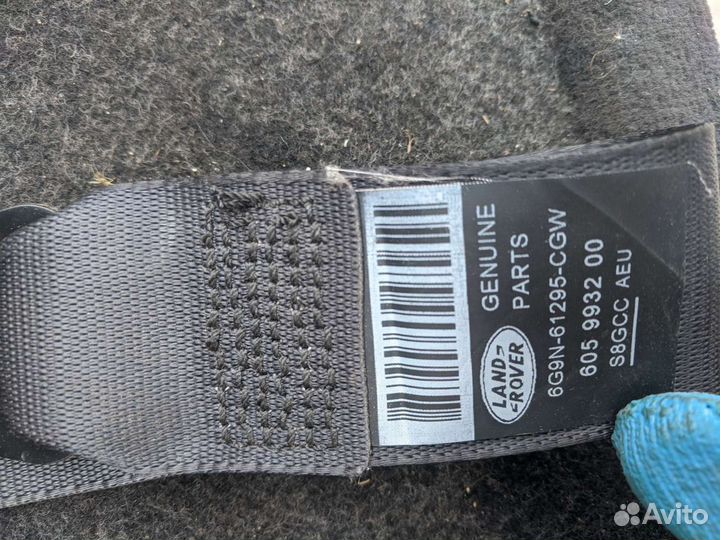 GENUINE
PARTS
LAND
ROVER
6G9N-61295-CGW
605 9932 00
S8GCC AEU
Avito